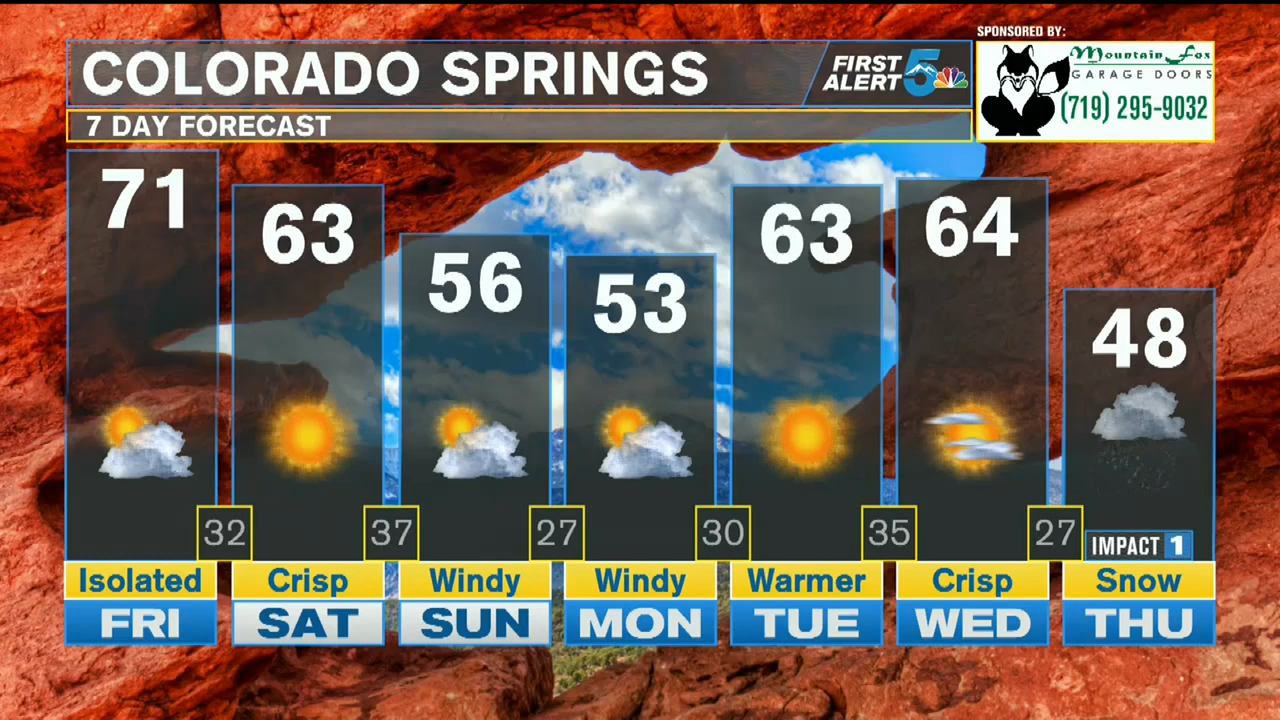 SPONSORED BY:
COLORADO SPRINGS
FIRST
ALERT 5
Mountain Fox
GARAGE DOORS
(719) 295-9032
7 DAY FORECAST
71
63
56
53
63
64
48
32
37
27
30
35
27
IMPACT 1
Isolated
Crisp
Windy
Windy
Warmer
Crisp
Snow
FRI
SAT
SUN
MON
TUE
WED
THU